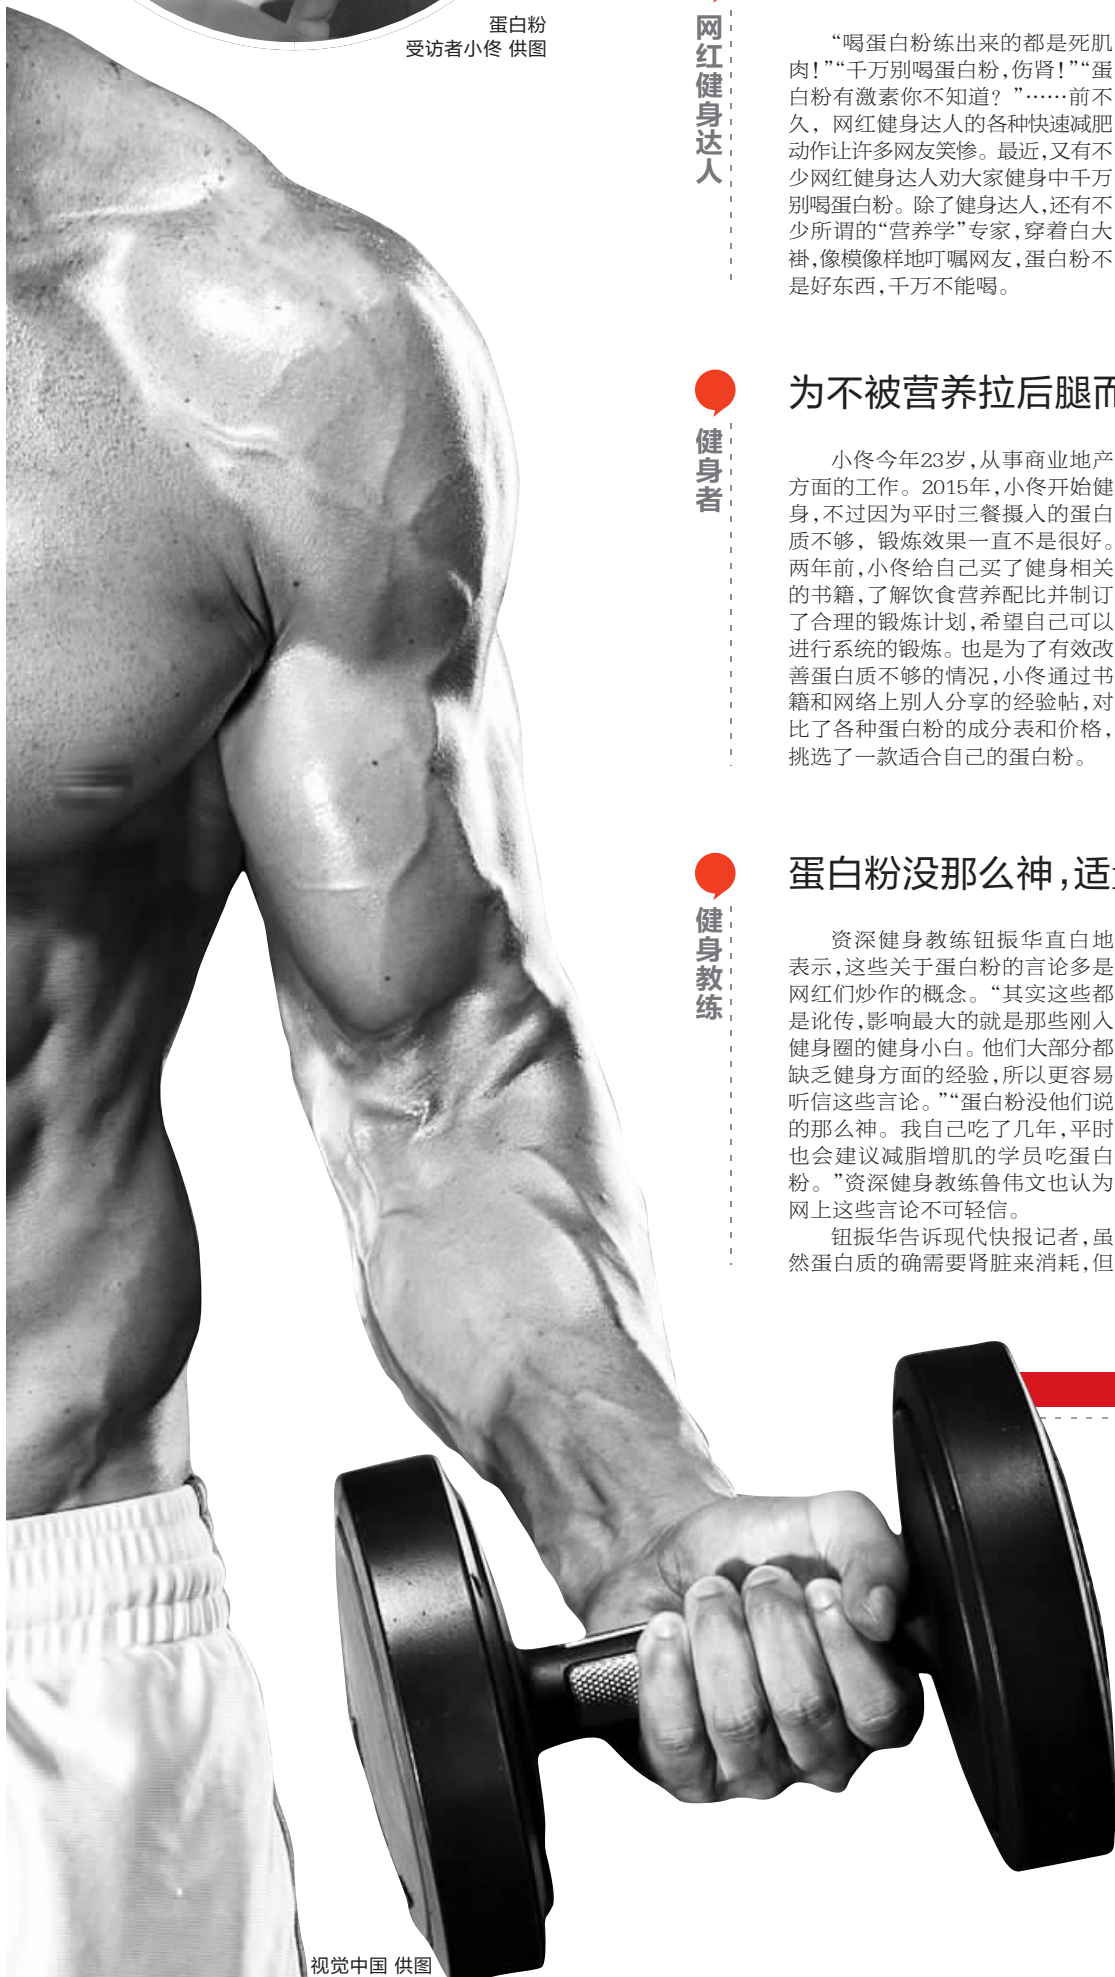 蛋白粉
受访者小佟 供图
网红健身达人
“喝蛋白粉练出来的都是死肌
肉！”“千万别喝蛋白粉，伤肾！”“蛋
白粉有激素你不知道？”……前不
久，网红健身达人的各种快速减肥
动作让许多网友笑惨。最近，又有不
少网红健身达人劝大家健身中千万
别喝蛋白粉。除了健身达人，还有不
少所谓的“营养学”专家，穿着白大
褂，像模像样地叮嘱网友，蛋白粉不
是好东西，千万不能喝。
健身者
为不被营养拉后腿而
小佟今年23岁，从事商业地产
方面的工作。2015年，小佟开始健
身，不过因为平时三餐摄入的蛋白
质不够，锻炼效果一直不是很好。
两年前，小佟给自己买了健身相关
的书籍，了解饮食营养配比并制订
了合理的锻炼计划，希望自己可以
进行系统的锻炼。也是为了有效改
善蛋白质不够的情况，小佟通过书
籍和网络上别人分享的经验帖，对
比了各种蛋白粉的成分表和价格，
挑选了一款适合自己的蛋白粉。
健身教练
蛋白粉没那么神，适
资深健身教练钮振华直白地
表示，这些关于蛋白粉的言论多是
网红们炒作的概念。“其实这些都
是讹传，影响最大的就是那些刚入
健身圈的健身小白。他们大部分都
缺乏健身方面的经验，所以更容易
听信这些言论。”“蛋白粉没他们说
的那么神。我自己吃了几年，平时
也会建议减脂增肌的学员吃蛋白
粉。”资深健身教练鲁伟文也认为
网上这些言论不可轻信。
钮振华告诉现代快报记者，虽
然蛋白质的确需要肾脏来消耗，但
视觉中国 供图